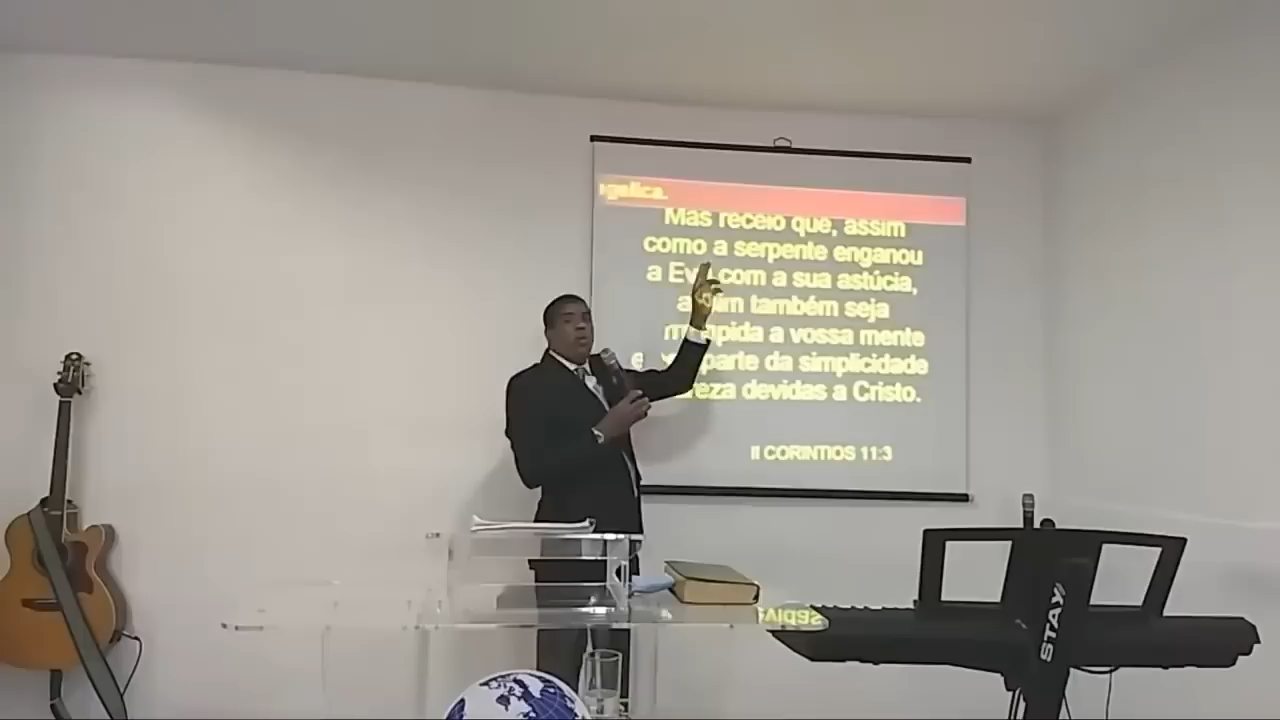 gelica.
Mas receio que, assim
como a serpente enganou
a Eva com a sua astúcia,
também seja
a vossa mente
parte da simplicidade
devidas a Cristo.
II CORINTIOS 11:3
STAY